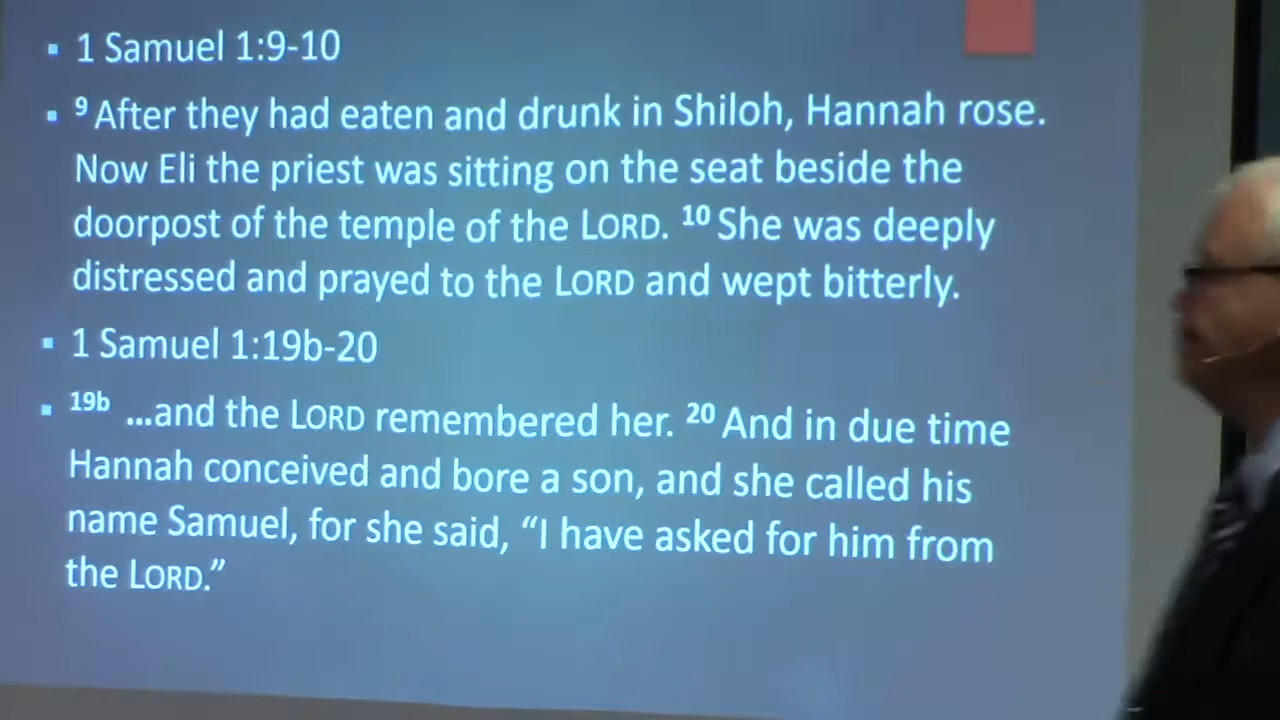 ▪ 1 Samuel 1:9-10
▪ 9 After they had eaten and drunk in Shiloh, Hannah rose.
Now Eli the priest was sitting on the seat beside the
doorpost of the temple of the LORD. 10 She was deeply
distressed and prayed to the LORD and wept bitterly.
▪ 1 Samuel 1:19b-20
▪ 19b ...and the LORD remembered her. 20 And in due time
Hannah conceived and bore a son, and she called his
name Samuel, for she said, “I have asked for him from
the LORD.”